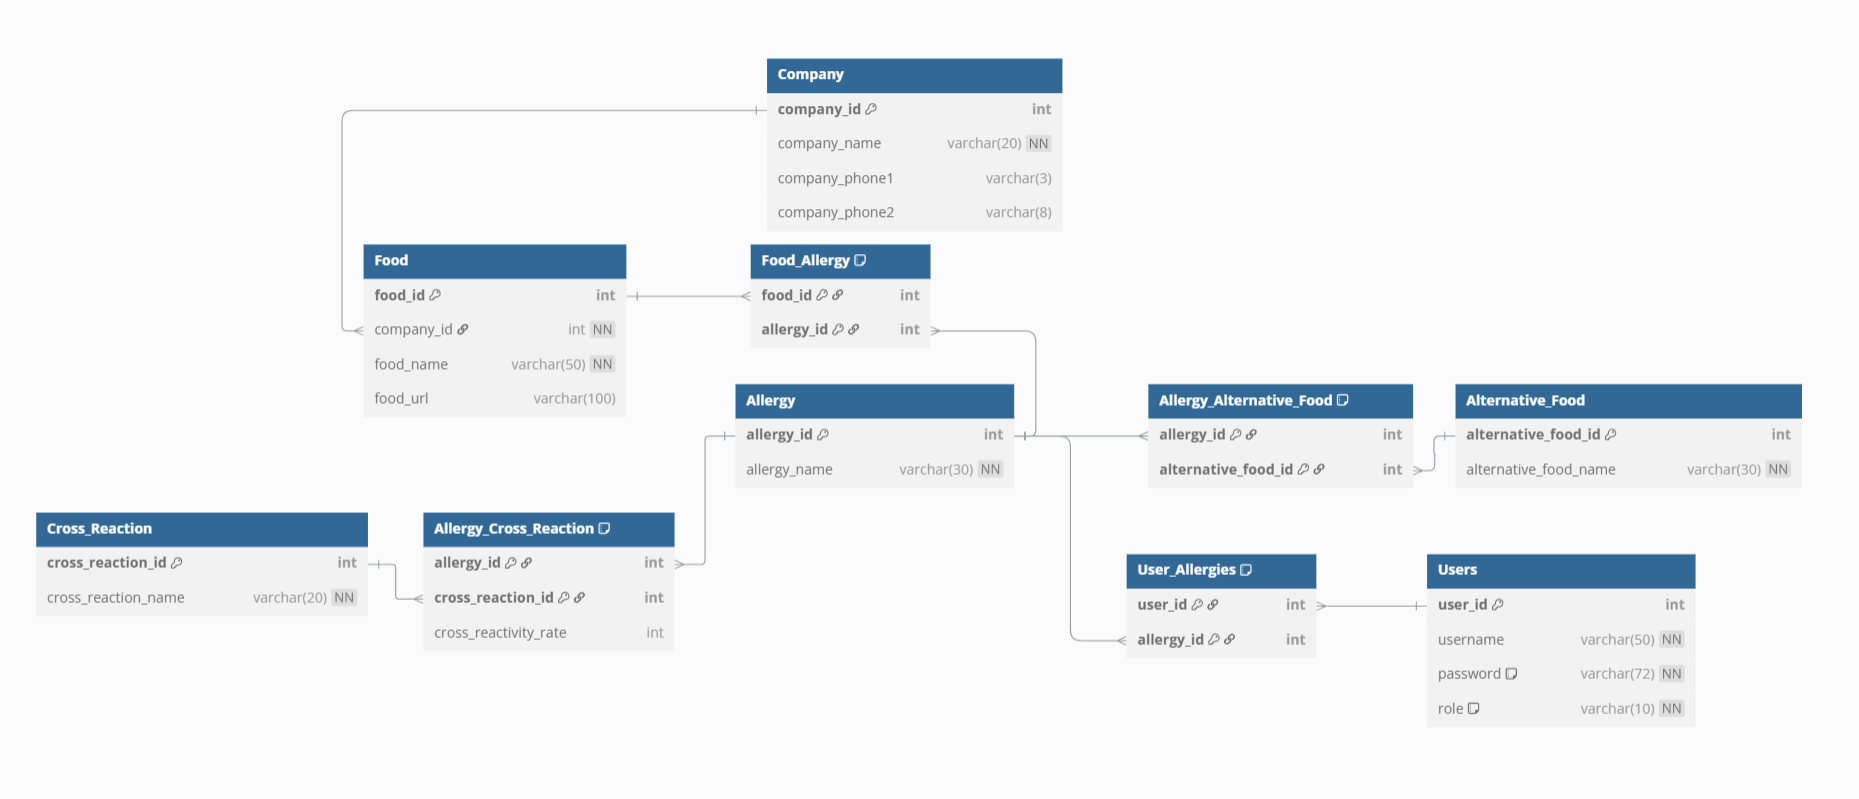 Company
company_id int
company_name varchar(20) NN
company_phone1 varchar(3)
company_phone2 varchar(8)
Food
food_id int
company_id int NN
food_name varchar(50) NN
food_url varchar(100)
Food_Allergy
food_id int
allergy_id int
Allergy
allergy_id int
allergy_name varchar(30) NN
Allergy_Alternative_Food
allergy_id int
alternative_food_id int
Alternative_Food
alternative_food_id int
alternative_food_name varchar(30) NN
Cross_Reaction
cross_reaction_id int
cross_reaction_name varchar(20) NN
Allergy_Cross_Reaction
allergy_id int
cross_reaction_id int
cross_reactivity_rate int
User_Allergies
user_id int
allergy_id int
Users
user_id int
username varchar(50) NN
password varchar(72) NN
role varchar(10) NN